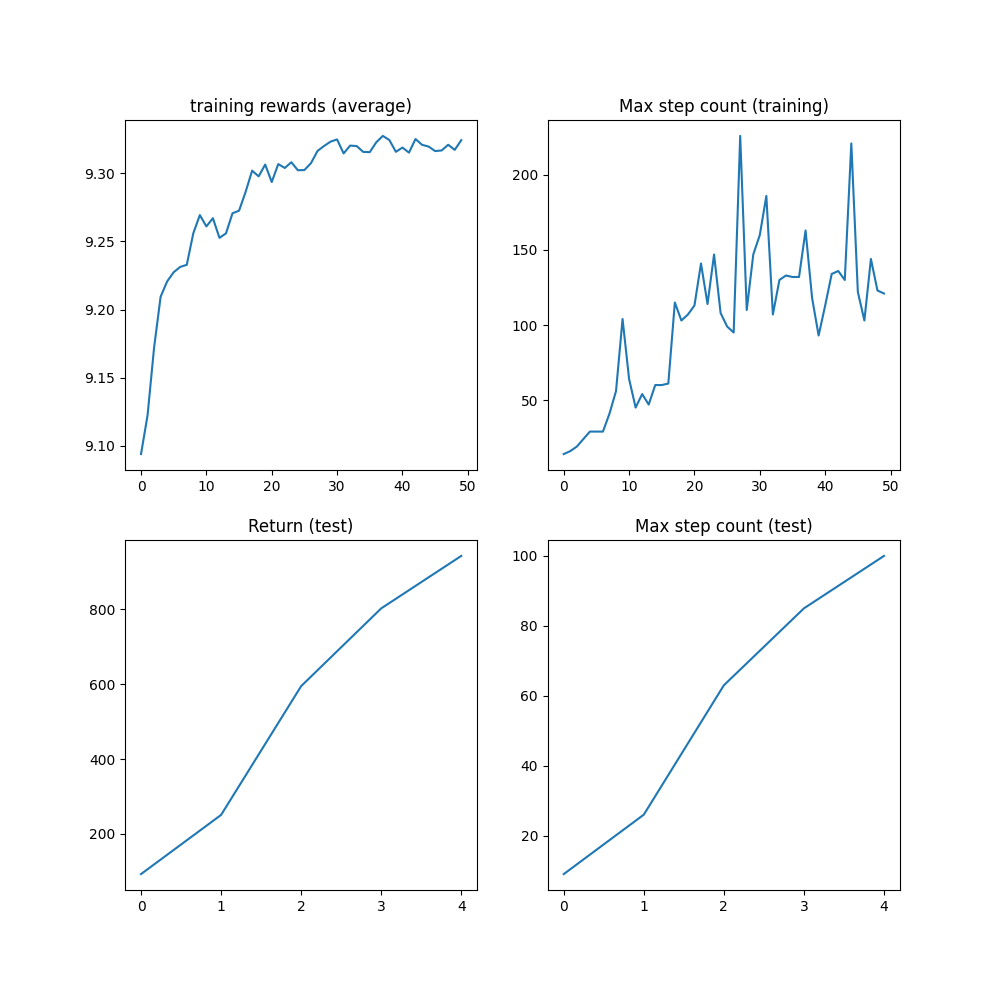 training rewards (average)
9.30
9.25
9.20
9.15
9.10
0 10 20 30 40 50
Max step count (training)
200
150
100
50
0 10 20 30 40 50
Return (test)
800
600
400
200
0 1 2 3 4
Max step count (test)
100
80
60
40
20
0 1 2 3 4